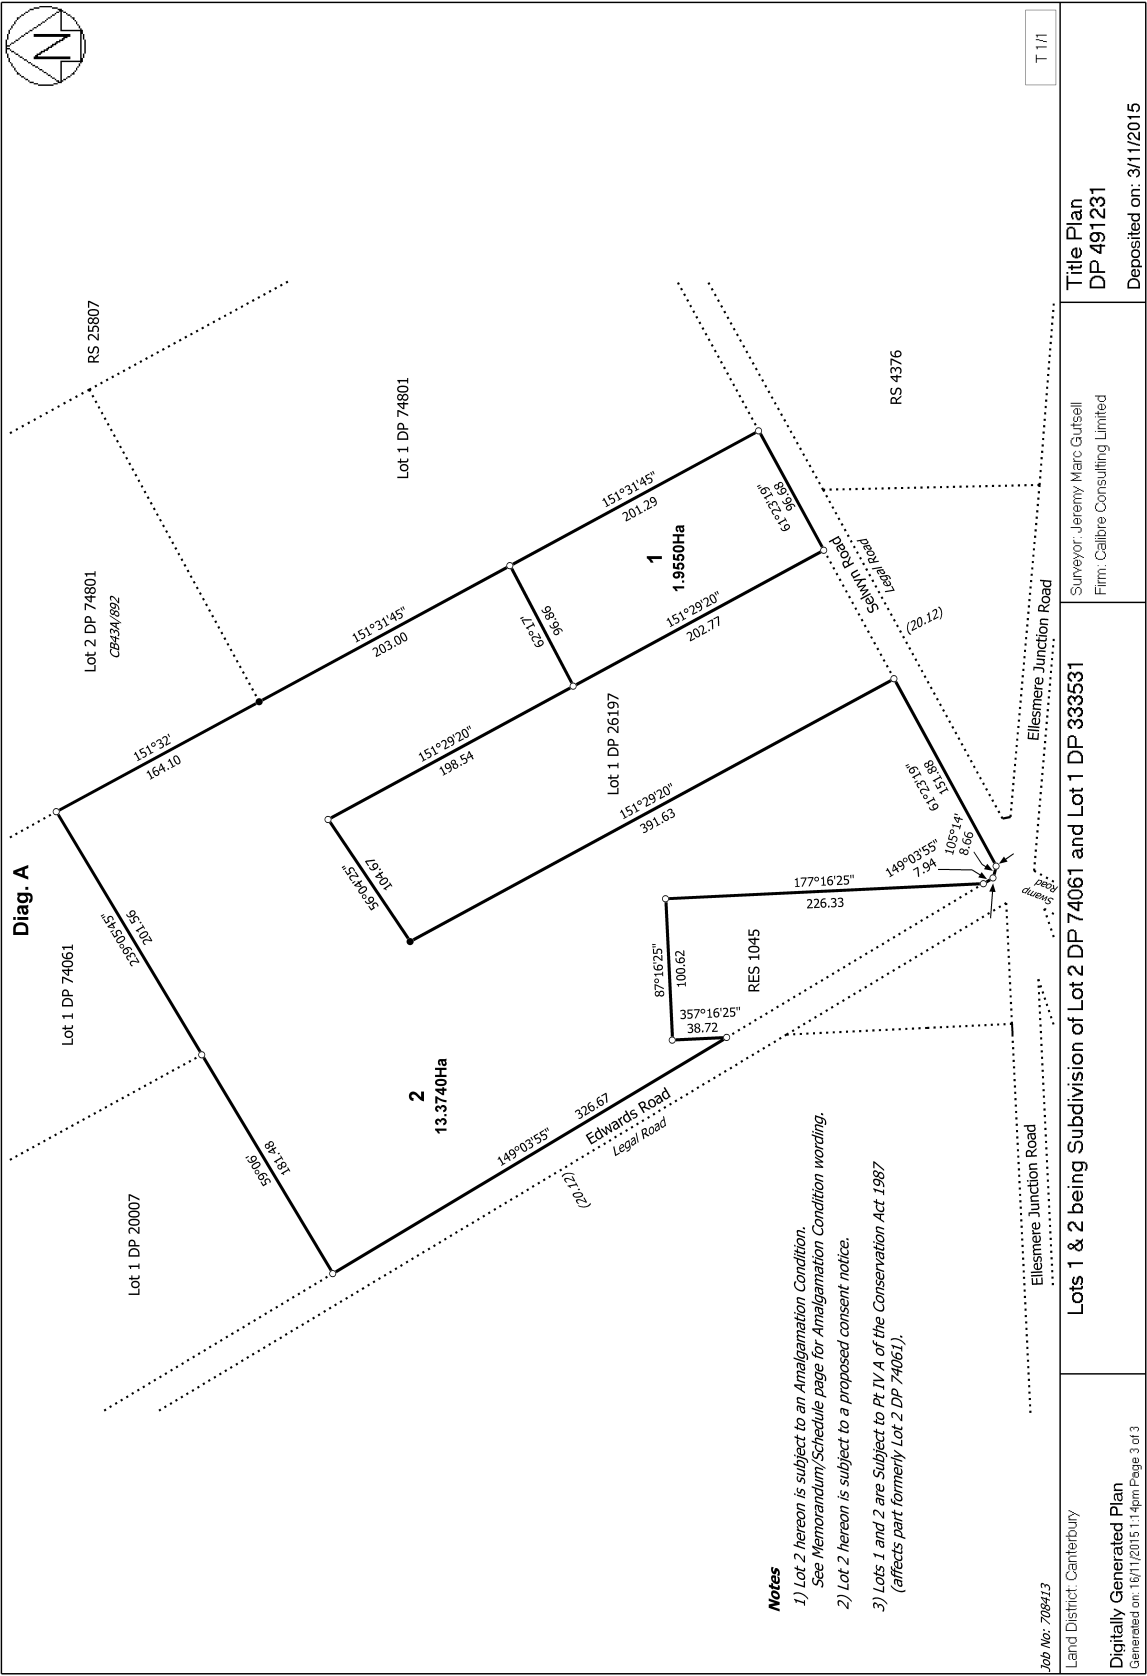 N
T 1/1
Diag. A
RS 25807
Lot 2 DP 74801
CB43A/892
Lot 1 DP 74061
Lot 1 DP 20007
Lot 1 DP 74801
RS 4376
151°32'
164.10
239°05'45"
201.56
59°06'
181.48
151°31'45"
203.00
151°31'45"
201.29
62°17'
96.86
1
1.9550Ha
61°23'19"
96.68
151°29'20"
202.77
151°29'20"
198.54
Lot 1 DP 26197
56°04'25"
104.67
151°29'20"
391.63
61°23'19"
151.88
105°14'
8.66
149°03'55"
7.94
177°16'25"
226.33
87°16'25"
100.62
RES 1045
357°16'25"
38.72
2
13.3740Ha
149°03'55"
326.67
Edwards Road
Legal Road
(20.12)
Selwyn Road
Legal Road
(20.12)
Ellesmere Junction Road
Swamp
Road
Ellesmere Junction Road
Notes
1) Lot 2 hereon is subject to an Amalgamation Condition.
See Memorandum/Schedule page for Amalgamation Condition wording.
2) Lot 2 hereon is subject to a proposed consent notice.
3) Lots 1 and 2 are Subject to Pt IV A of the Conservation Act 1987
(affects part formerly Lot 2 DP 74061).
Job No: 708413
Land District: Canterbury
Digitally Generated Plan
Generated on: 16/11/2015 1:14pm Page 3 of 3
Lots 1 & 2 being Subdivision of Lot 2 DP 74061 and Lot 1 DP 333531
Surveyor: Jeremy Marc Gutsell
Firm: Calibre Consulting Limited
Title Plan
DP 491231
Deposited on: 3/11/2015